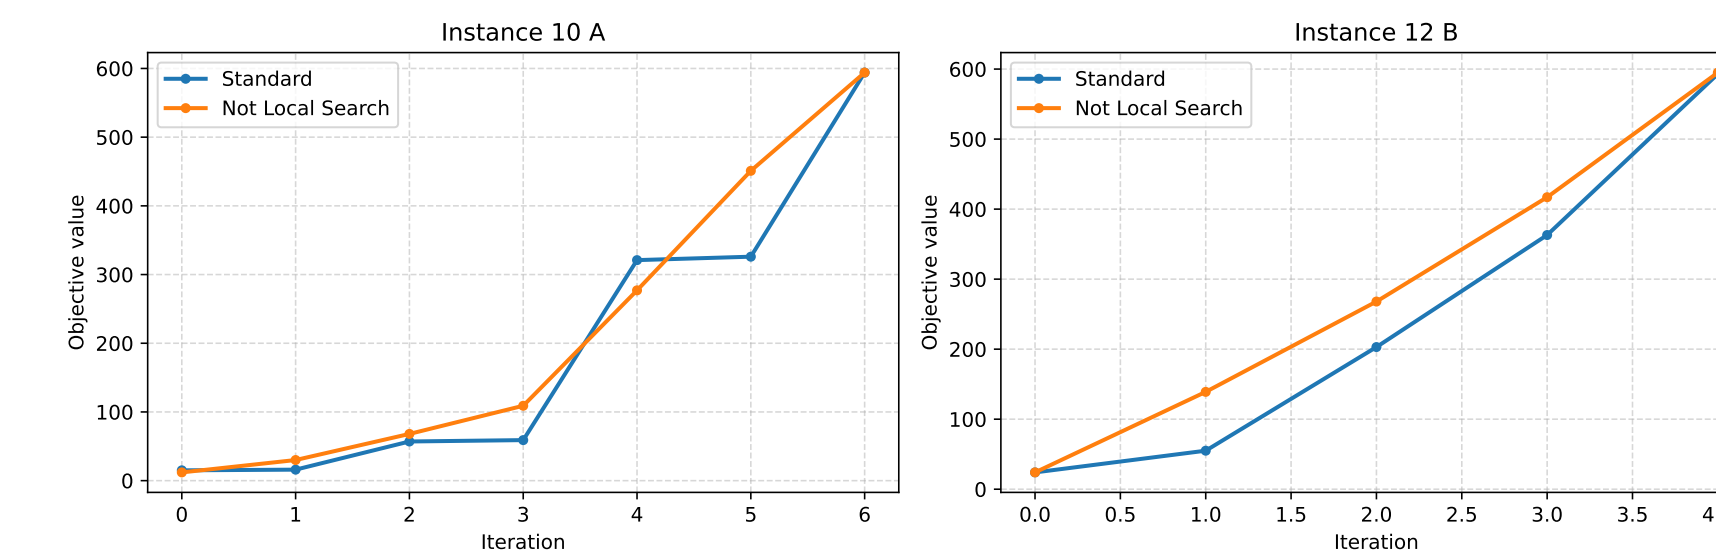 Instance 10 A
Standard
Not Local Search
Objective value
600
500
400
300
200
100
0
0 1 2 3 4 5 6
Iteration
Instance 12 B
Standard
Not Local Search
Objective value
600
500
400
300
200
100
0
0.0 0.5 1.0 1.5 2.0 2.5 3.0 3.5 4
Iteration